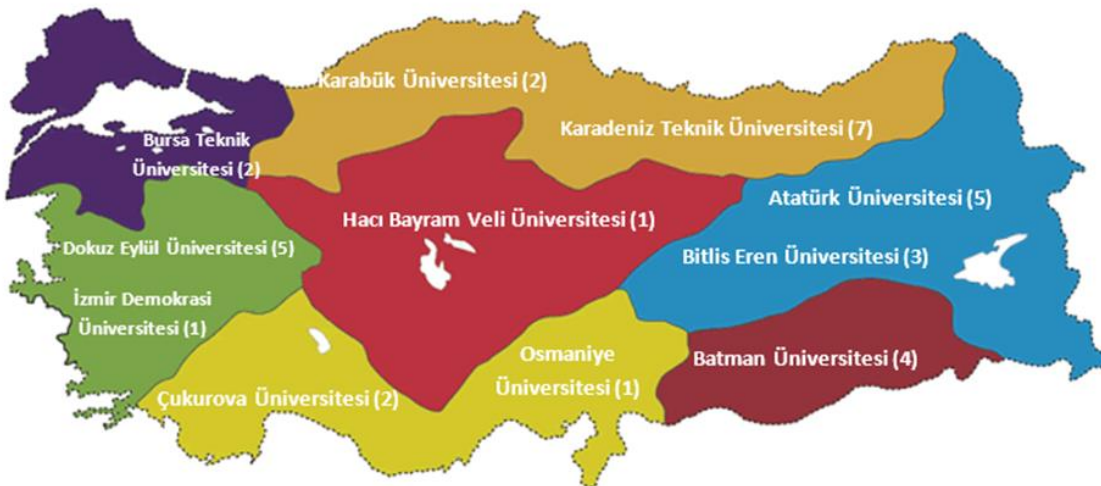 Karabük Üniversitesi (2)
Karadeniz Teknik Üniversitesi (7)
Bursa Teknik
Üniversitesi (2)
Atatürk Üniversitesi (5)
Hacı Bayram Veli Üniversitesi (1)
Dokuz Eylül Üniversitesi (5)
Bitlis Eren Üniversitesi (3)
İzmir Demokrasi
Üniversitesi (1)
Osmaniye
Üniversitesi (1)
Batman Üniversitesi (4)
Çukurova Üniversitesi (2)